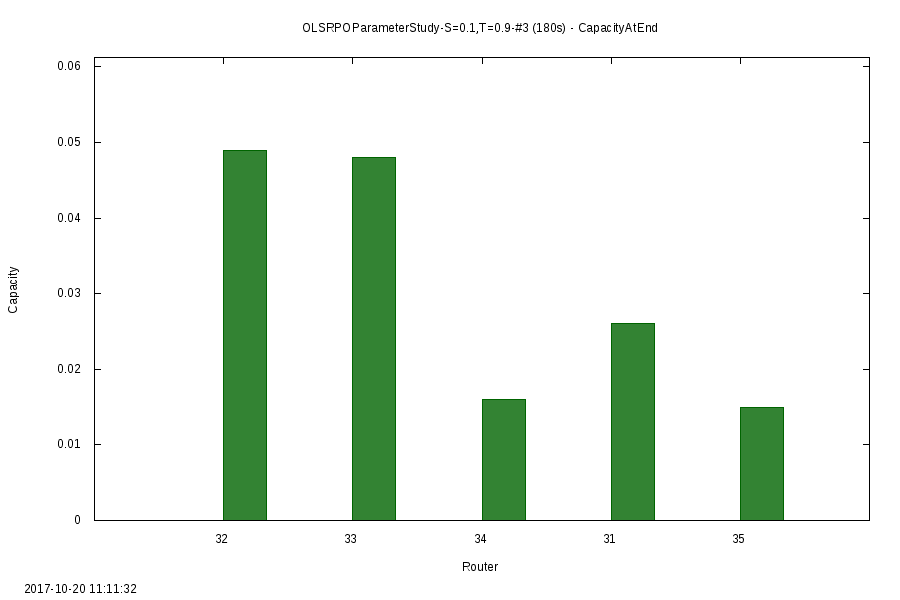 OLSRPOParameterStudy-S=0.1,T=0.9-#3 (180s) - CapacityAtEnd
0.06
0.05
0.04
0.03
0.02
0.01
0
Capacity
32 33 34 31 35
Router
2017-10-20 11:11:32